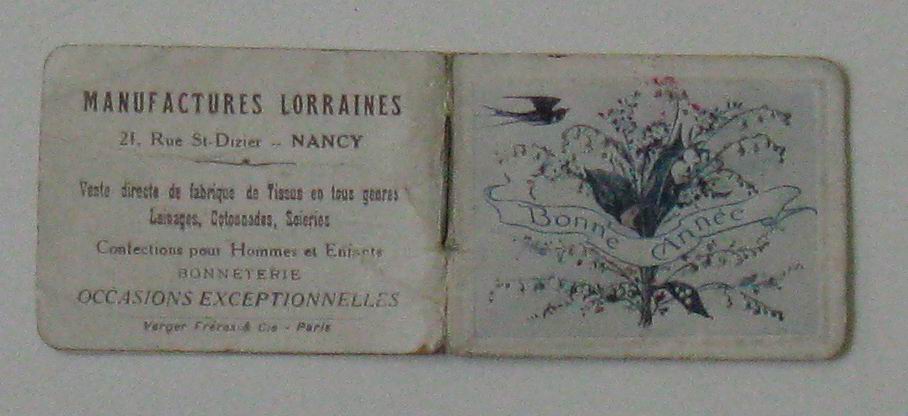 MANUFACTURES LORRAINES
21, Rue St-Dizier -- NANCY
Vente directe de fabrique de Tissus en tous genres
Lainages, Cotonnades, Soieries
Confections pour Hommes et Enfants
BONNETERIE
OCCASIONS EXCEPTIONNELLES
Verger Frères & Cie - Paris
Bonne Année